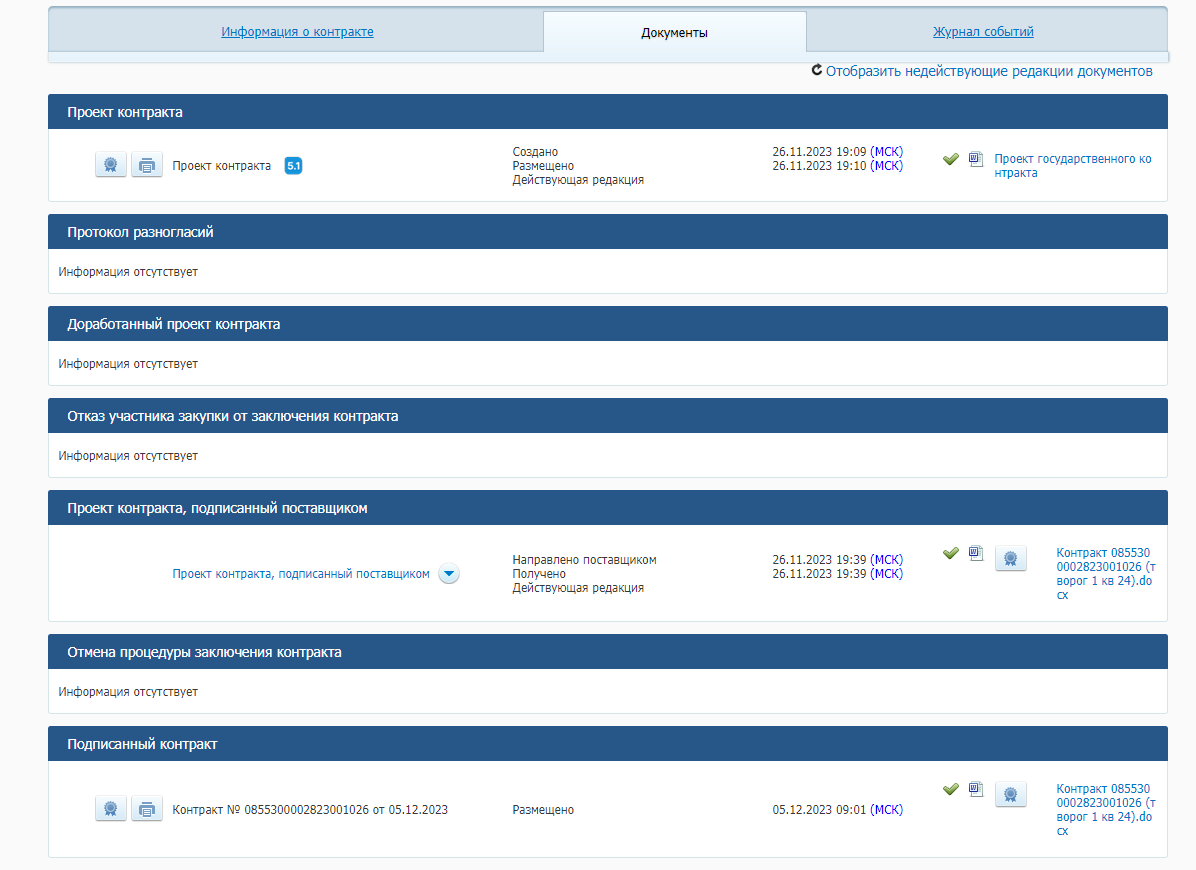 Информация о контракте
Документы
Журнал событий
Отобразить недействующие редакции документов
Проект контракта
Проект контракта 5.1
Создано 26.11.2023 19:09 (МСК)
Размещено 26.11.2023 19:10 (МСК)
Действующая редакция
Проект государственного ко
нтракта
Протокол разногласий
Информация отсутствует
Доработанный проект контракта
Информация отсутствует
Отказ участника закупки от заключения контракта
Информация отсутствует
Проект контракта, подписанный поставщиком
Проект контракта, подписанный поставщиком
Направлено поставщиком 26.11.2023 19:39 (МСК)
Получено 26.11.2023 19:39 (МСК)
Действующая редакция
Контракт 085530
0002823001026 (т
ворог 1 кв 24).do
cx
Отмена процедуры заключения контракта
Информация отсутствует
Подписанный контракт
Контракт № 0855300002823001026 от 05.12.2023
Размещено 05.12.2023 09:01 (МСК)
Контракт 085530
0002823001026 (т
ворог 1 кв 24).do
cx